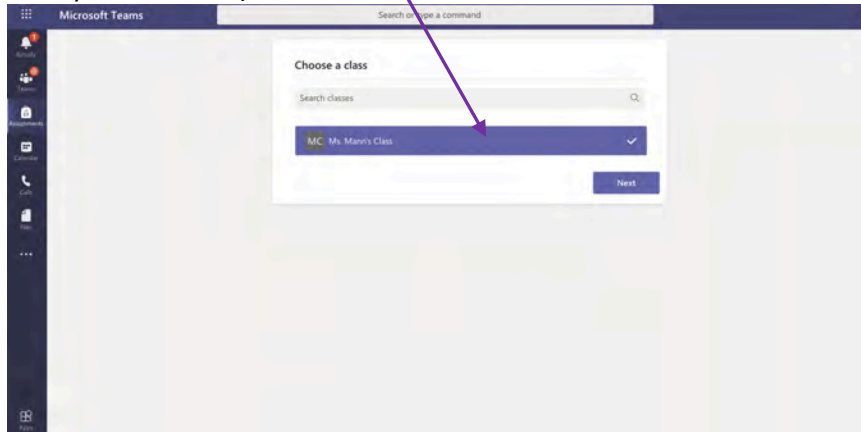 Microsoft Teams
Search or type a command
1
Activity
Teams
Assignments
Calendar
Calls
Files
...
Apps
Choose a class
Search classes
MC Ms. Mann's Class
Next